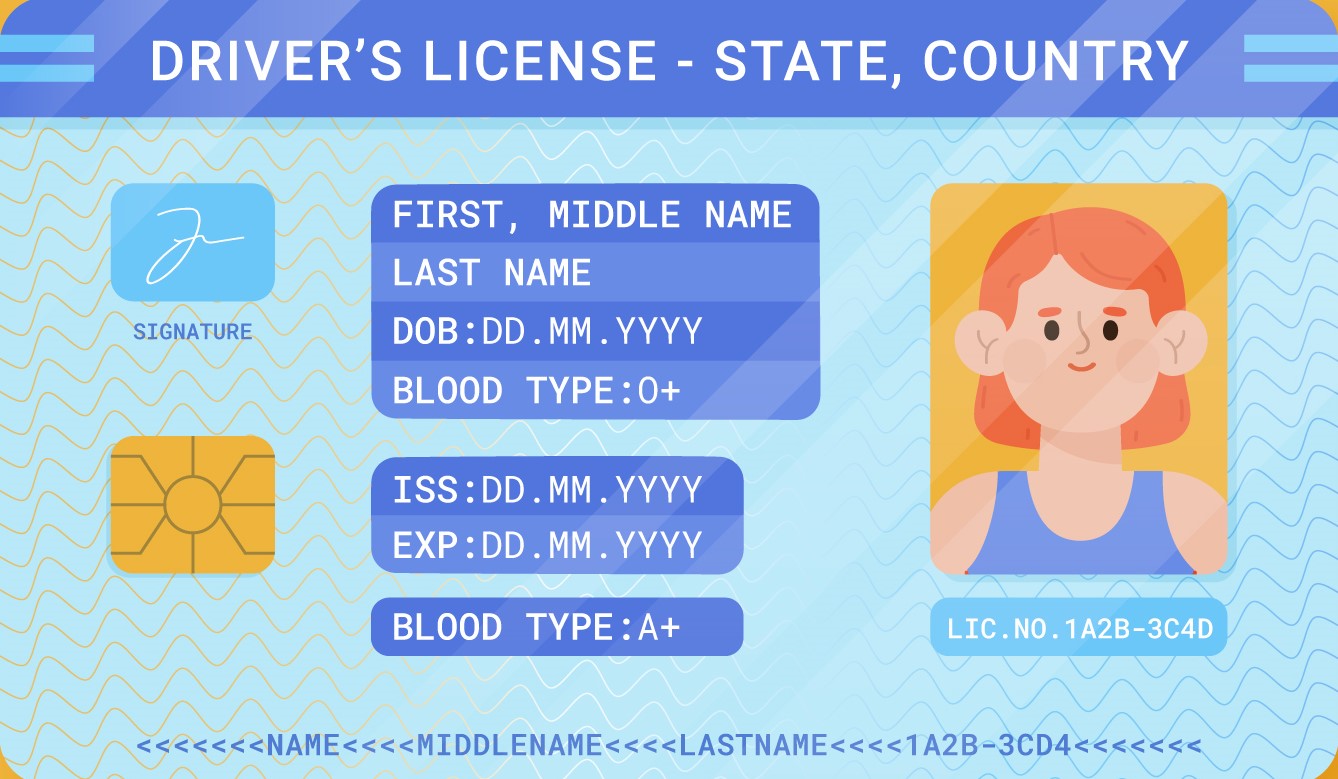 DRIVER’S LICENSE - STATE, COUNTRY
SIGNATURE
FIRST, MIDDLE NAME
LAST NAME
DOB:DD.MM.YYYY
BLOOD TYPE:O+
ISS:DD.MM.YYYY
EXP:DD.MM.YYYY
BLOOD TYPE:A+
LIC.NO.1A2B-3C4D
<<<<<<<NAME<<<<MIDDLENAME<<<<LASTNAME<<<<1A2B-3CD4<<<<<<<